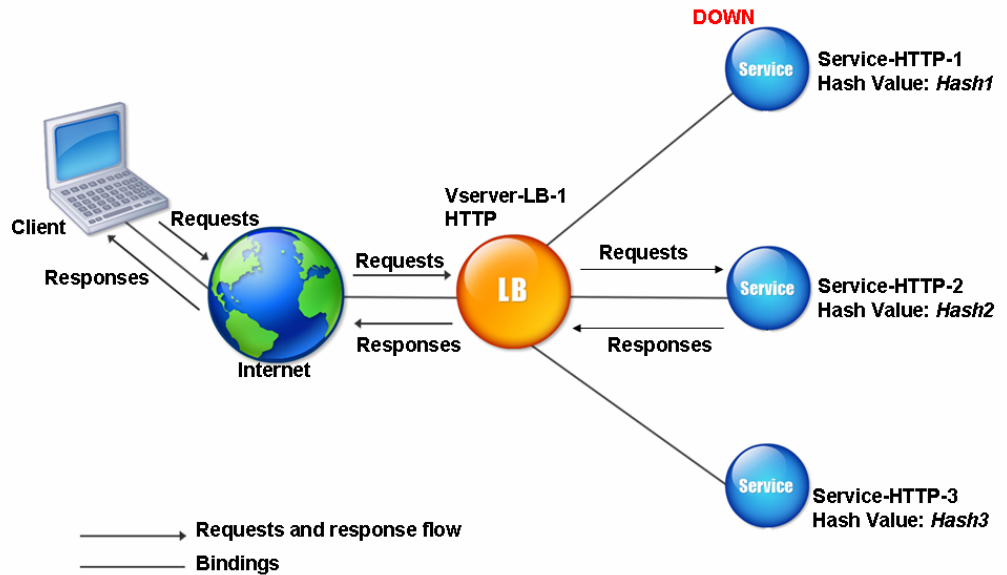 DOWN
Service
Service-HTTP-1
Hash Value: Hash1
Client
Requests
Responses
Internet
Requests
Responses
Vserver-LB-1
HTTP
LB
Requests
Responses
Service
Service-HTTP-2
Hash Value: Hash2
Service
Service-HTTP-3
Hash Value: Hash3
Requests and response flow
Bindings